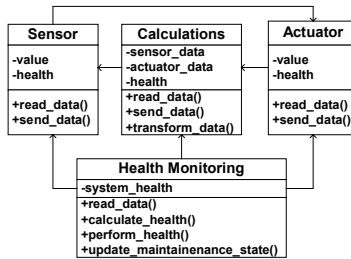 Sensor
-value
-health
+read_data()
+send_data()
Calculations
-sensor_data
-actuator_data
-health
+read_data()
+send_data()
+transform_data()
Actuator
-value
-health
+read_data()
+send_data()
Health Monitoring
-system_health
+read_data()
+calculate_health()
+perform_health()
+update_maintainenance_state()